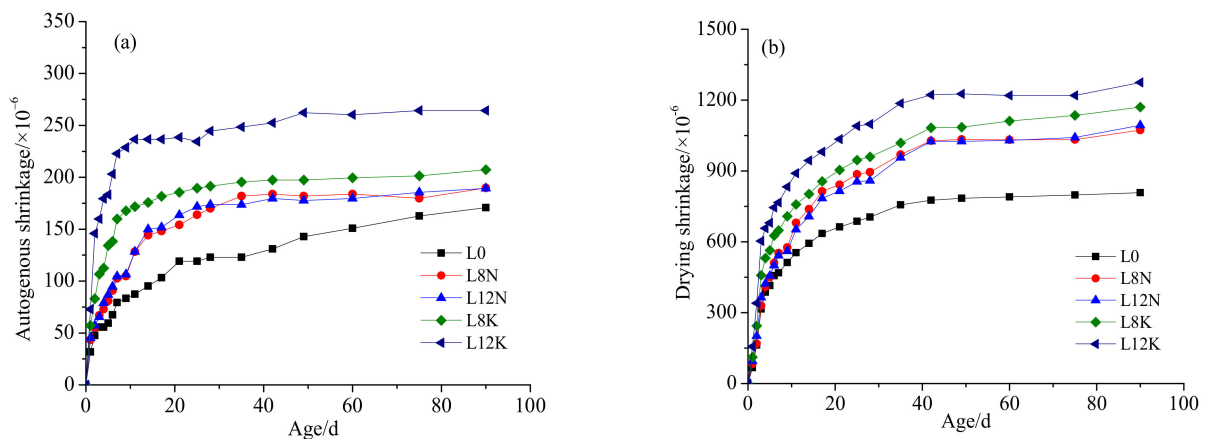 (a)
Autogenous shrinkage/×10⁻⁶
350
300
250
200
150
100
50
0
0 20 40 60 80 100
Age/d
L0
L8N
L12N
L8K
L12K
(b)
Drying shrinkage/×10⁻⁶
1500
1200
900
600
300
0
0 20 40 60 80 100
Age/d
L0
L8N
L12N
L8K
L12K